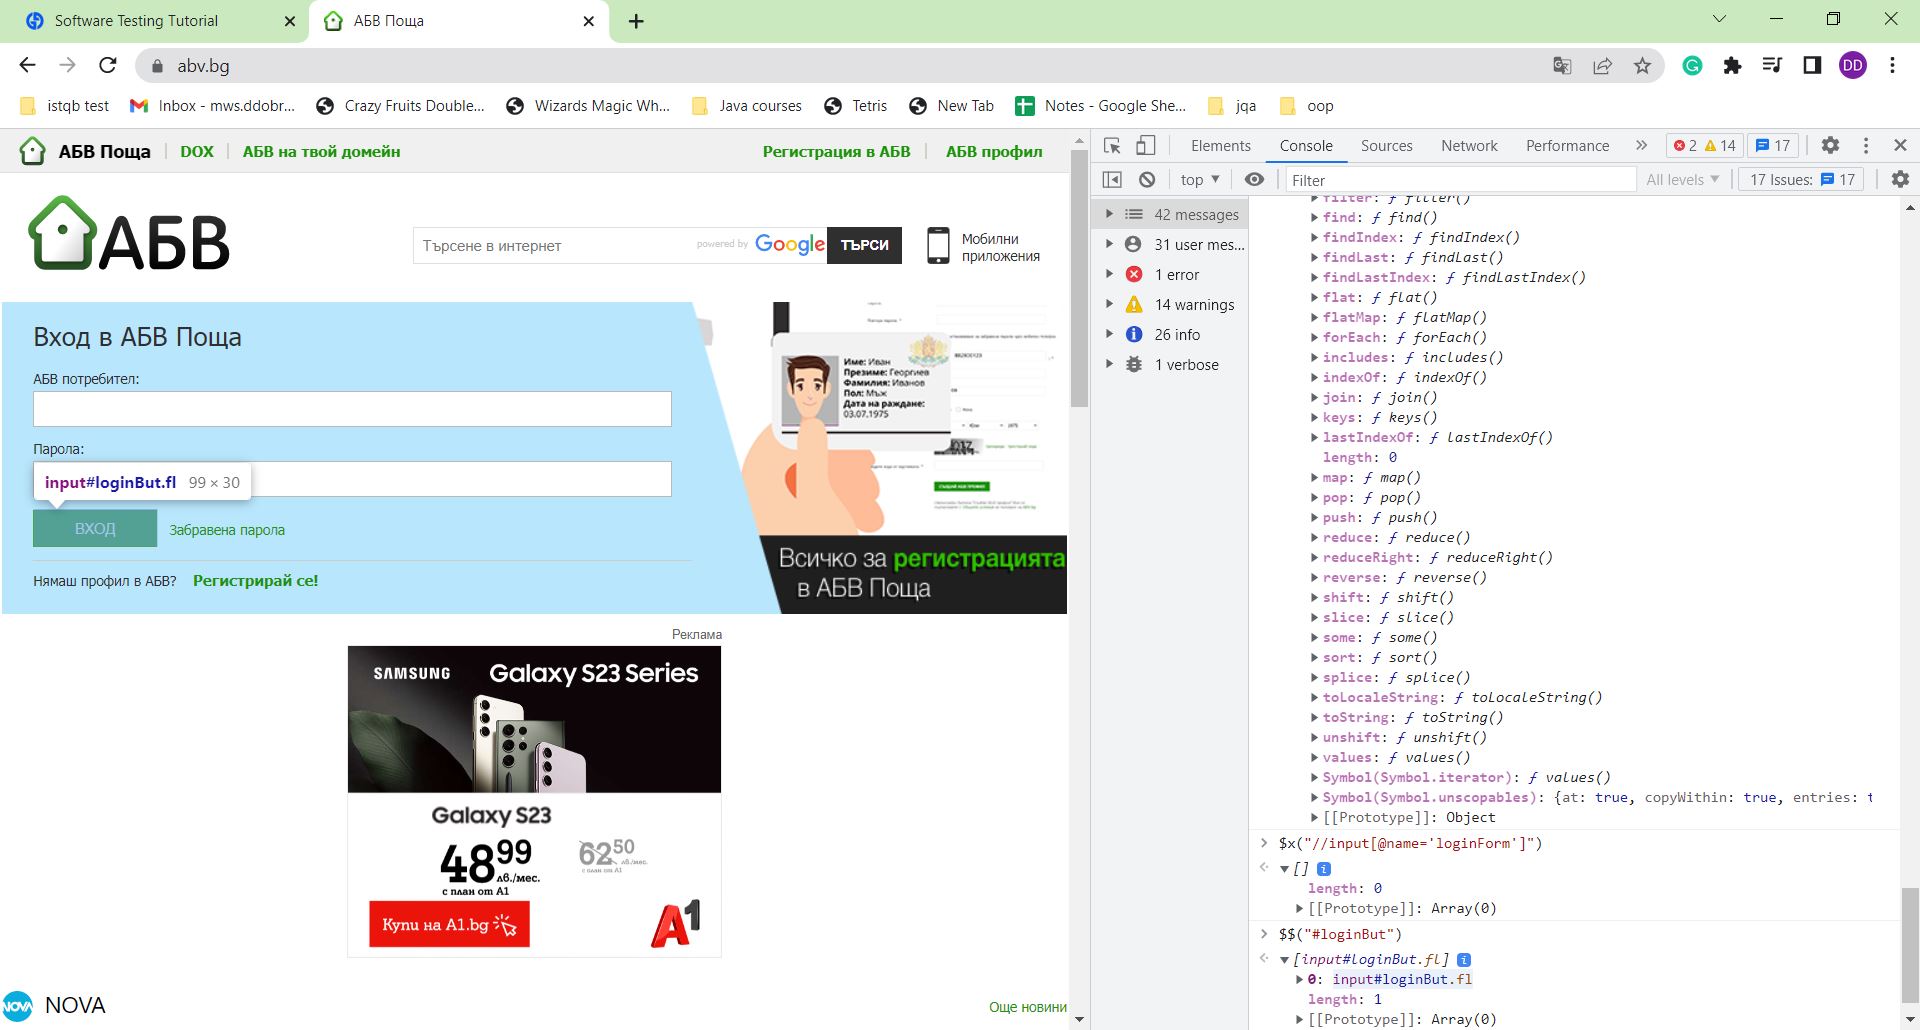 Software Testing Tutorial
АБВ Поща
abv.bg
DD
istqb test
Inbox - mws.ddobr...
Crazy Fruits Double...
Wizards Magic Wh...
Java courses
Tetris
New Tab
Notes - Google She...
jqa
oop
АБВ Поща
DOX
АБВ на твой домейн
Регистрация в АБВ
АБВ профил
АБВ
Търсене в интернет
powered by Google
ТЪРСИ
Мобилни
приложения
Вход в АБВ Поща
АБВ потребител:
Парола:
input#loginBut.fl 99 × 30
ВХОД
Забравена парола
Нямаш профил в АБВ?
Регистрирай се!
Име: Иван
Презиме: Георгиев
Фамилия: Иванов
Пол: Мъж
Дата на раждане:
03.07.1975
Всичко за регистрацията
в АБВ Поща
Реклама
SAMSUNG
Galaxy S23 Series
Galaxy S23
48 99
лв./мес.
с план от А1
62 50
лв./мес.
с план от А1
Купи на A1.bg
A1
NOVA
NOVA
Още новини
Elements
Console
Sources
Network
Performance
2
14
17
top
Filter
All levels
17 Issues:
17
42 messages
31 user mes...
1 error
14 warnings
26 info
1 verbose
filter: ƒ filter()
find: ƒ find()
findIndex: ƒ findIndex()
findLast: ƒ findLast()
findLastIndex: ƒ findLastIndex()
flat: ƒ flat()
flatMap: ƒ flatMap()
forEach: ƒ forEach()
includes: ƒ includes()
indexOf: ƒ indexOf()
join: ƒ join()
keys: ƒ keys()
lastIndexOf: ƒ lastIndexOf()
length: 0
map: ƒ map()
pop: ƒ pop()
push: ƒ push()
reduce: ƒ reduce()
reduceRight: ƒ reduceRight()
reverse: ƒ reverse()
shift: ƒ shift()
slice: ƒ slice()
some: ƒ some()
sort: ƒ sort()
splice: ƒ splice()
toLocaleString: ƒ toLocaleString()
toString: ƒ toString()
unshift: ƒ unshift()
values: ƒ values()
Symbol(Symbol.iterator): ƒ values()
Symbol(Symbol.unscopables): {at: true, copyWithin: true, entries: t
[[Prototype]]: Object
$x("//input[@name='loginForm']")
[]
length: 0
[[Prototype]]: Array(0)
$$("#loginBut")
[input#loginBut.fl]
0: input#loginBut.fl
length: 1
[[Prototype]]: Array(0)